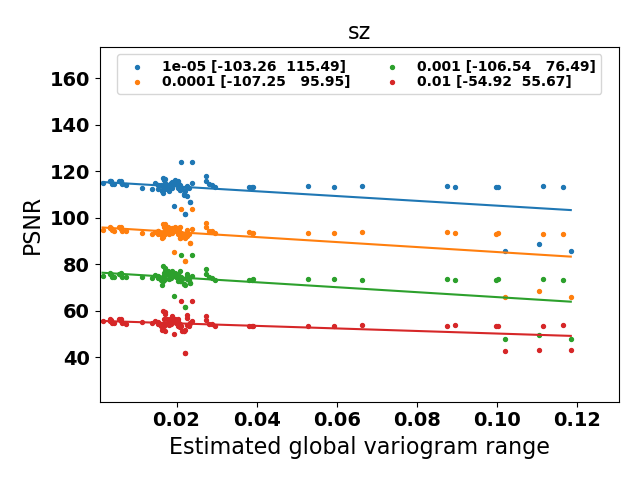 sz
1e-05 [-103.26  115.49]
0.0001 [-107.25   95.95]
0.001 [-106.54   76.49]
0.01 [-54.92  55.67]
PSNR
160
140
120
100
80
60
40
0.02 0.04 0.06 0.08 0.10 0.12
Estimated global variogram range